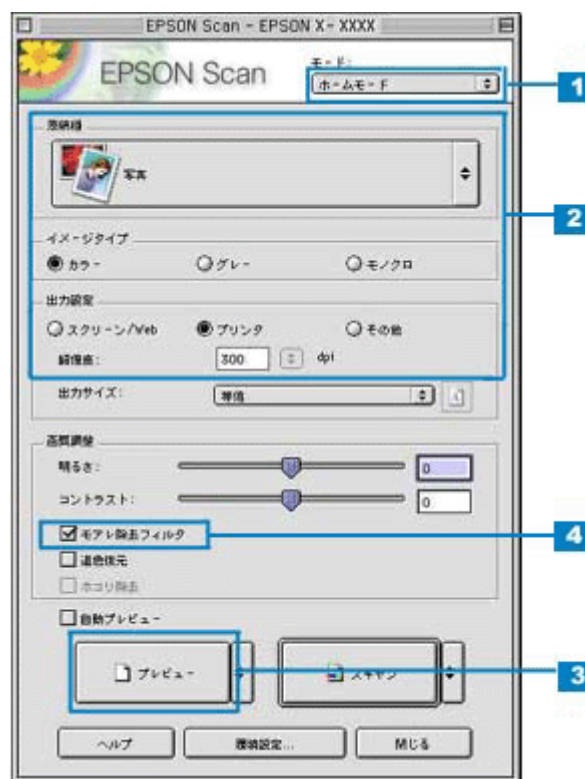 EPSON Scan - EPSON X- XXXX
EPSON Scan
モード:
ホームモード
1
原稿種
写真
2
イメージタイプ
カラー
グレー
モノクロ
出力設定
スクリーン/Web
プリンタ
その他
解像度:
300
dpi
出力サイズ:
等倍
画質調整
明るさ:
0
コントラスト:
0
モアレ除去フィルタ
4
退色復元
ホコリ除去
自動プレビュー
プレビュー
スキャン
3
ヘルプ
環境設定...
閉じる